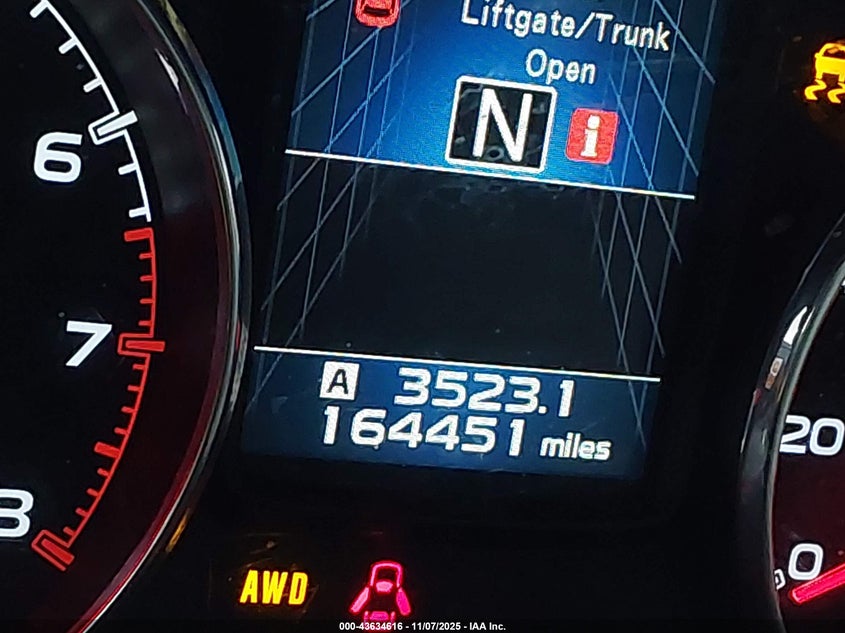 Liftgate/Trunk
Open
N i
6
7
8
A 3523.1
164451 miles
20
0
AWD
000-43634616 - 11/07/2025 - IAA Inc.